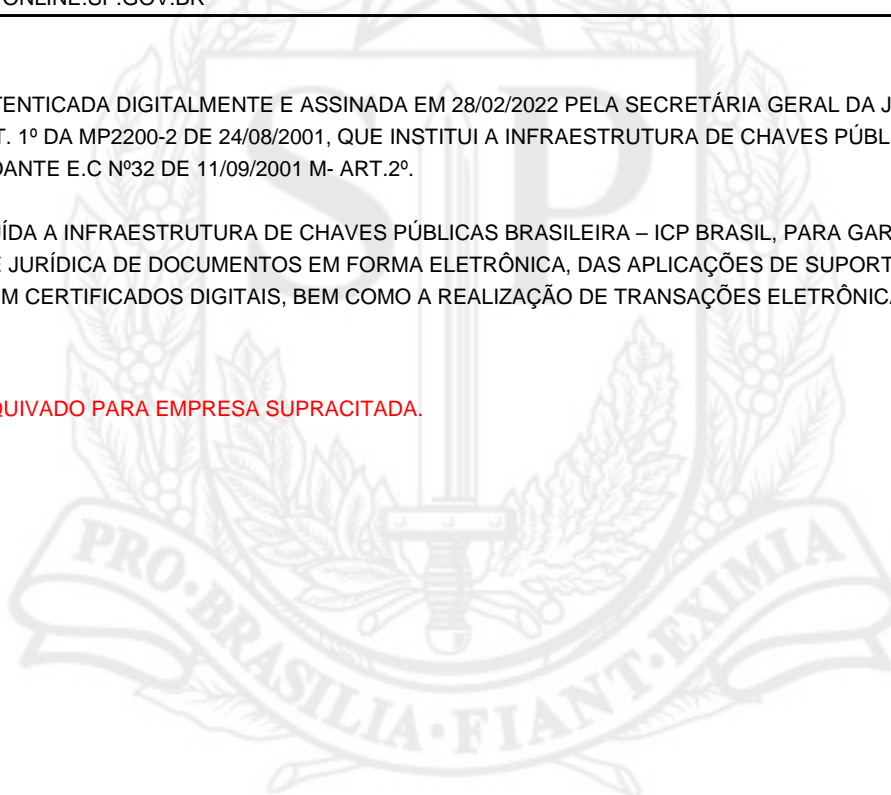 ONLINE.SP.GOV.BR
TENTICADA DIGITALMENTE E ASSINADA EM 28/02/2022 PELA SECRETÁRIA GERAL DA J
T. 1º DA MP2200-2 DE 24/08/2001, QUE INSTITUI A INFRAESTRUTURA DE CHAVES PÚBL
DANTE E.C Nº32 DE 11/09/2001 M- ART.2º.
UÍDA A INFRAESTRUTURA DE CHAVES PÚBLICAS BRASILEIRA – ICP BRASIL, PARA GAR
E JURÍDICA DE DOCUMENTOS EM FORMA ELETRÔNICA, DAS APLICAÇÕES DE SUPORT
M CERTIFICADOS DIGITAIS, BEM COMO A REALIZAÇÃO DE TRANSAÇÕES ELETRÔNICA
QUIVADO PARA EMPRESA SUPRACITADA.
SP
PRO·BRASILIA·FIANT·EXIMIA